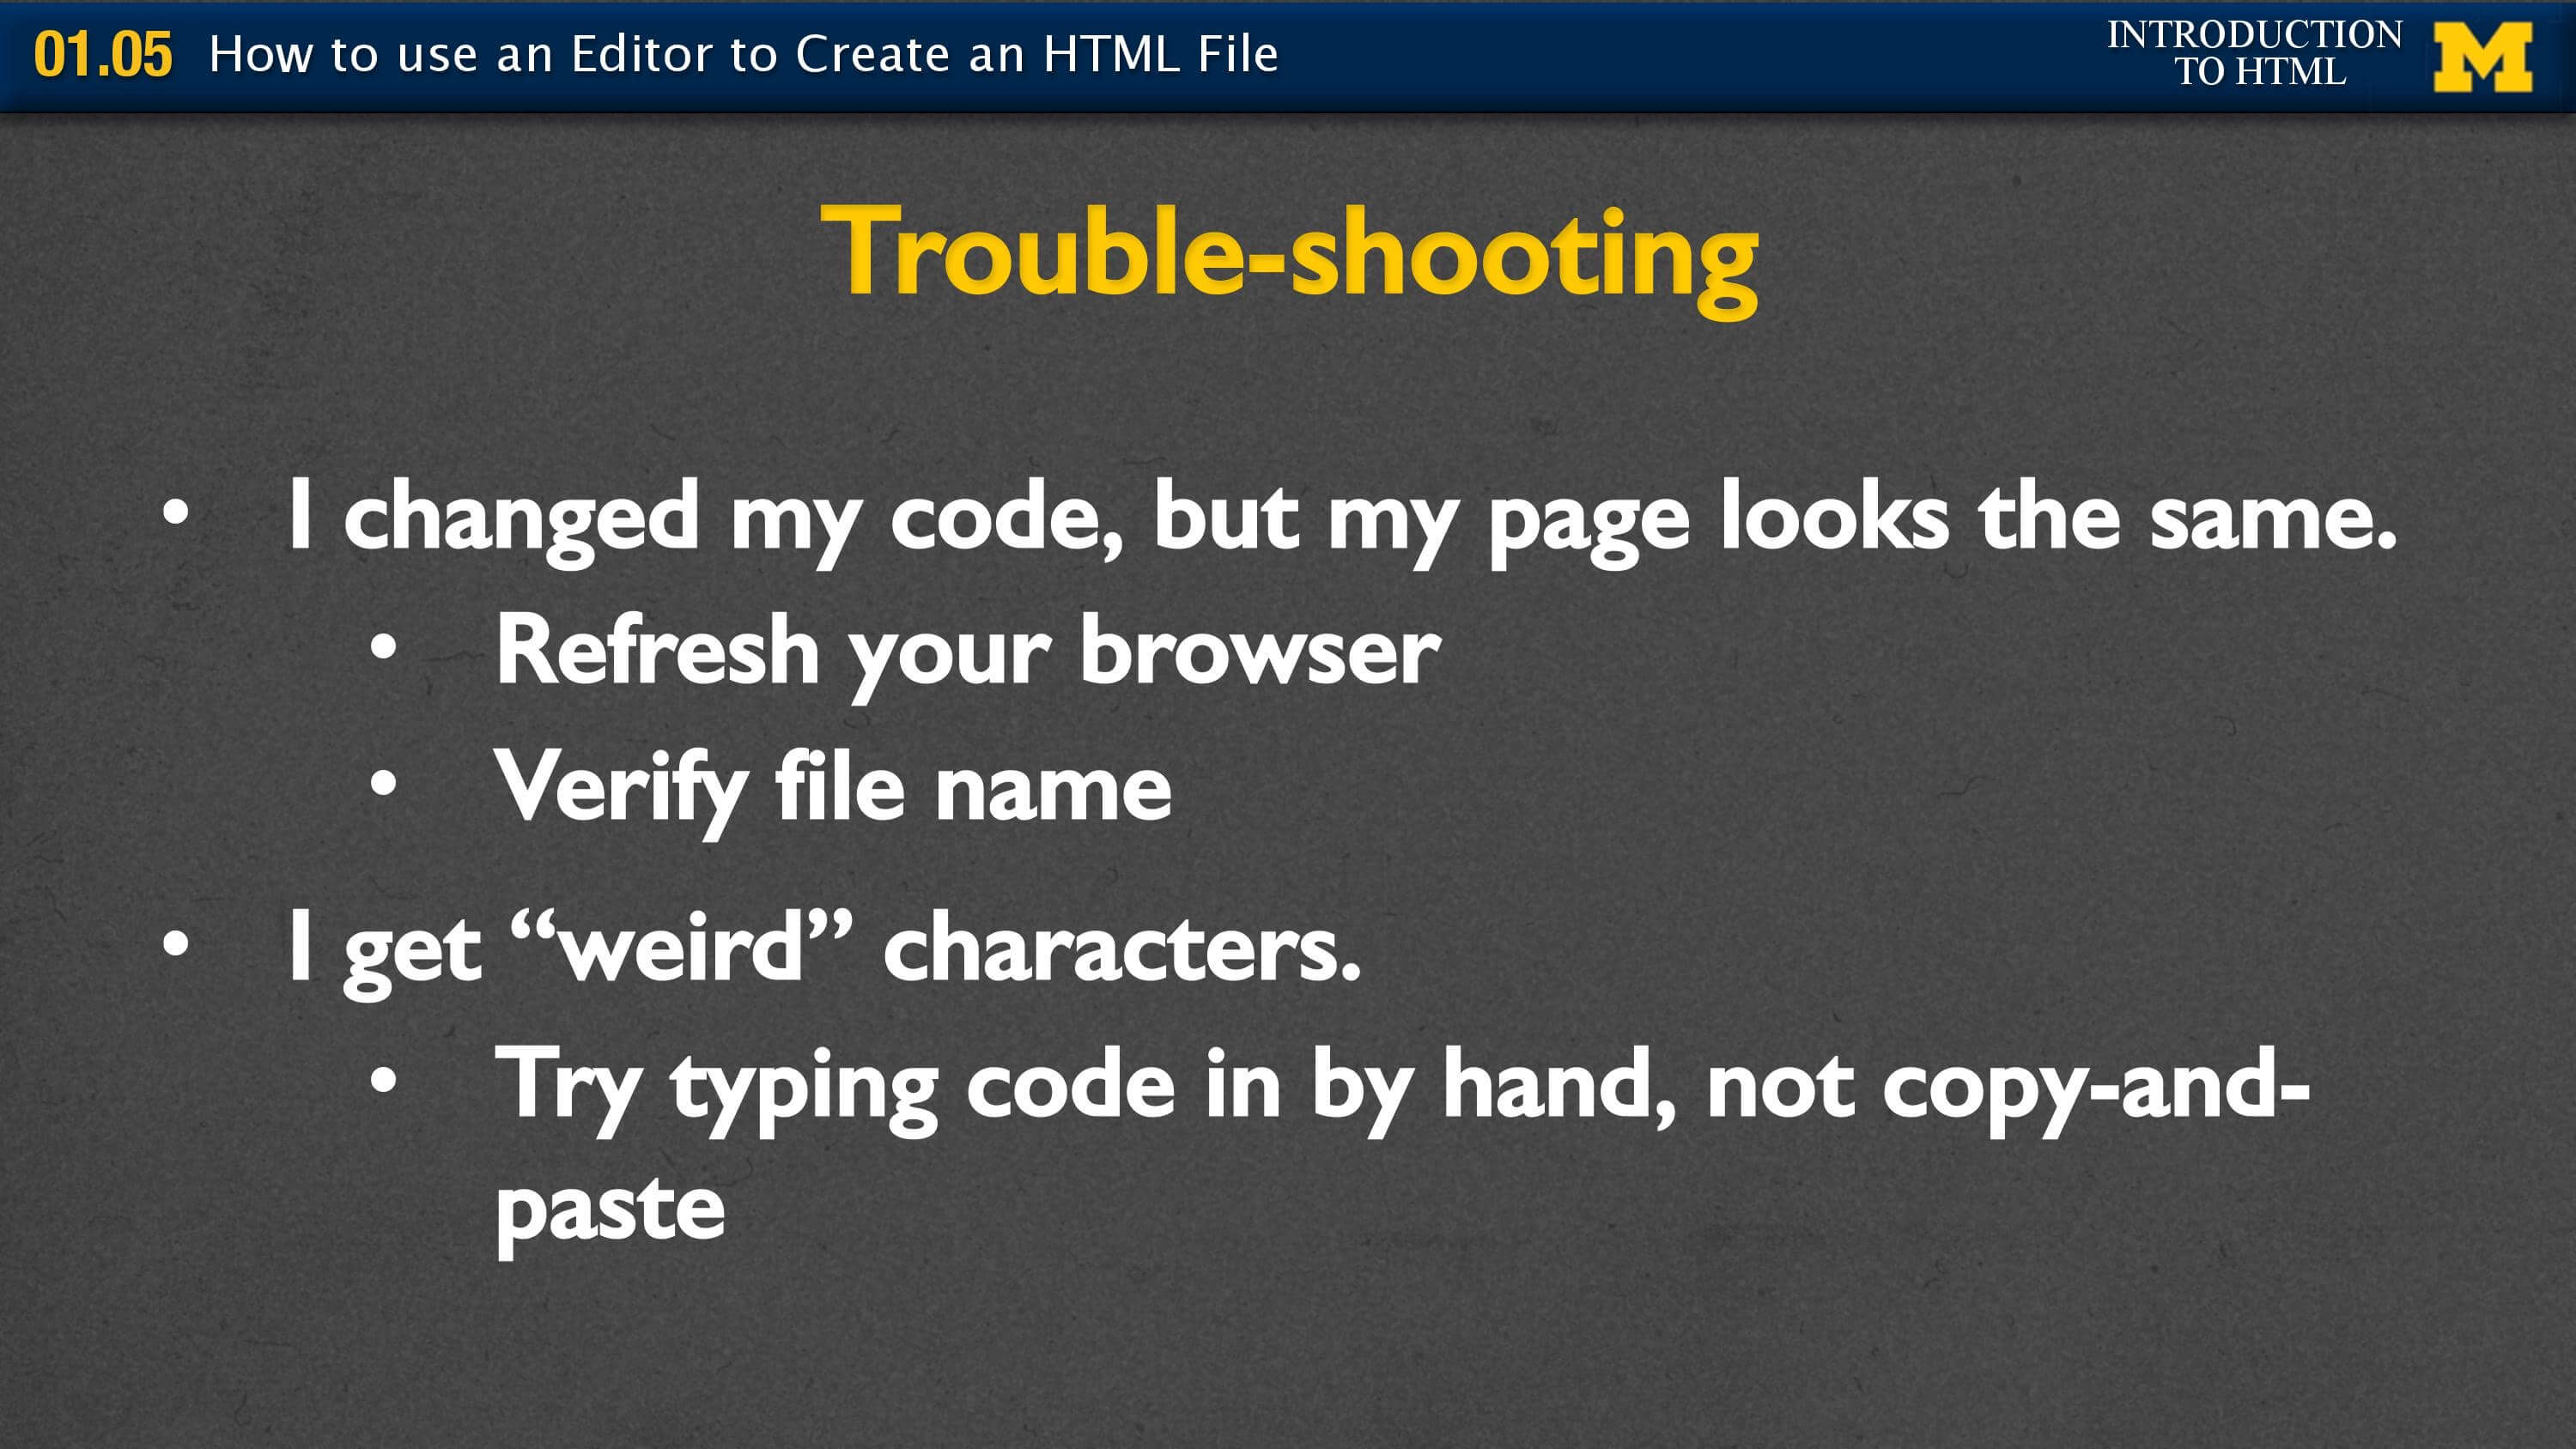 01.05 How to use an Editor to Create an HTML File
INTRODUCTION
TO HTML
M
Trouble-shooting
• I changed my code, but my page looks the same.
• Refresh your browser
• Verify file name
• I get “weird” characters.
• Try typing code in by hand, not copy-and-
paste